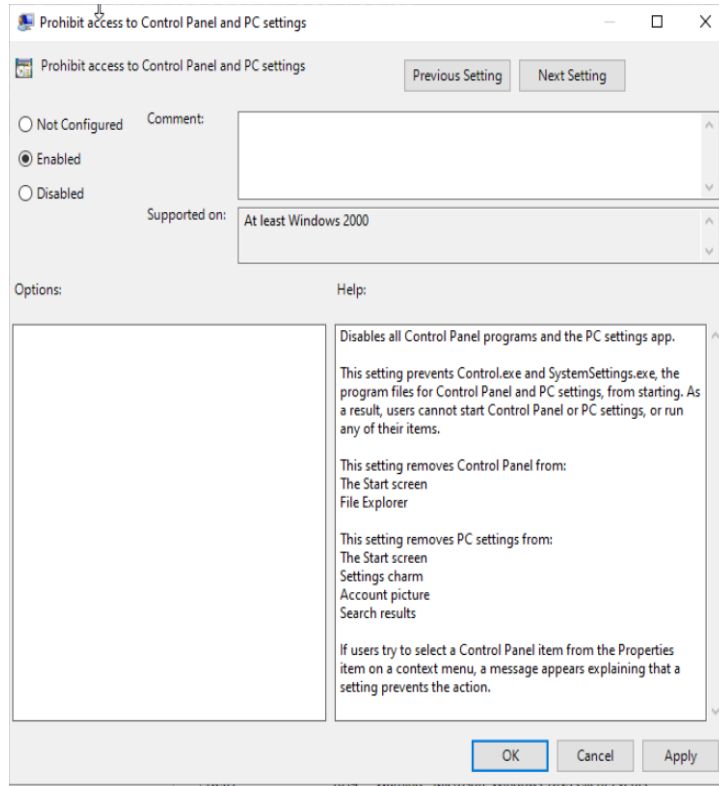 Prohibit access to Control Panel and PC settings
Prohibit access to Control Panel and PC settings
Previous Setting
Next Setting
Not Configured
Comment:
Enabled
Disabled
Supported on:
At least Windows 2000
Options:
Help:
Disables all Control Panel programs and the PC settings app.
This setting prevents Control.exe and SystemSettings.exe, the
program files for Control Panel and PC settings, from starting. As
a result, users cannot start Control Panel or PC settings, or run
any of their items.
This setting removes Control Panel from:
The Start screen
File Explorer
This setting removes PC settings from:
The Start screen
Settings charm
Account picture
Search results
If users try to select a Control Panel item from the Properties
item on a context menu, a message appears explaining that a
setting prevents the action.
OK
Cancel
Apply